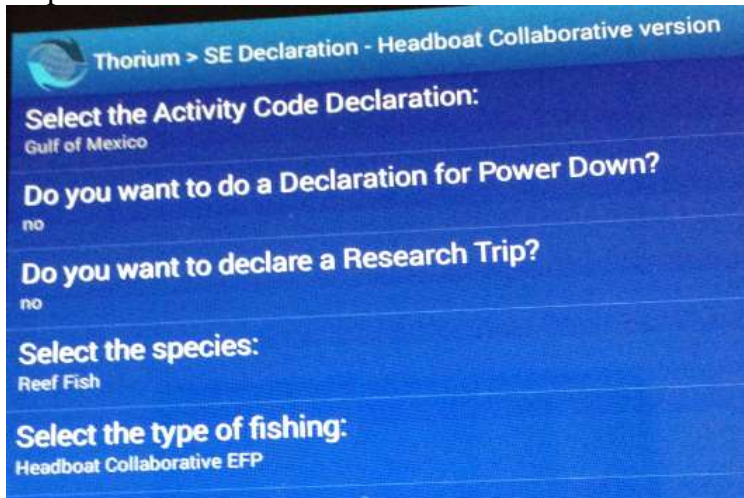 Thorium > SE Declaration - Headboat Collaborative version
Select the Activity Code Declaration:
Gulf of Mexico
Do you want to do a Declaration for Power Down?
no
Do you want to declare a Research Trip?
no
Select the species:
Reef Fish
Select the type of fishing:
Headboat Collaborative EFP